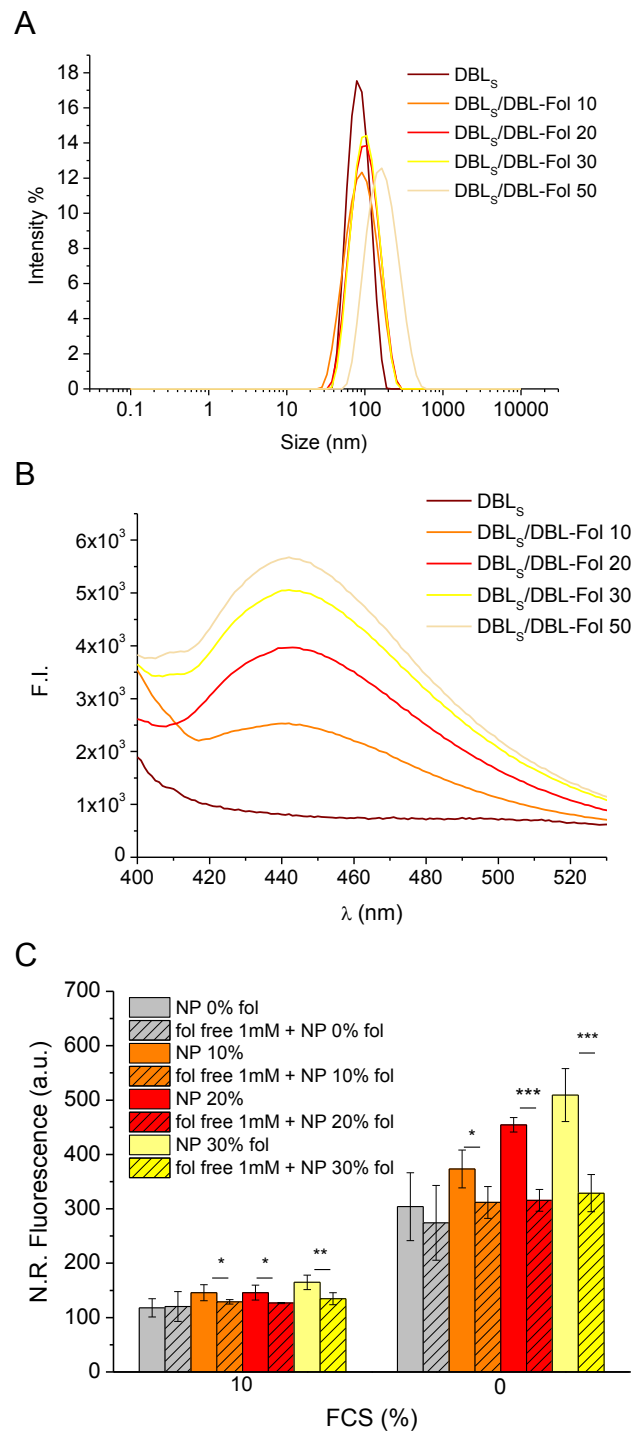 A
18
16
14
12
10
8
6
4
2
0
Intensity %
0.1 1 10 100 1000 10000
Size (nm)
DBLS
DBLS/DBL-Fol 10
DBLS/DBL-Fol 20
DBLS/DBL-Fol 30
DBLS/DBL-Fol 50
B
6x10³
5x10³
4x10³
3x10³
2x10³
1x10³
0
F.I.
400 420 440 460 480 500 520
λ (nm)
DBLS
DBLS/DBL-Fol 10
DBLS/DBL-Fol 20
DBLS/DBL-Fol 30
DBLS/DBL-Fol 50
C
700
600
500
400
300
200
100
0
N.R. Fluorescence (a.u.)
NP 0% fol
fol free 1mM + NP 0% fol
NP 10%
fol free 1mM + NP 10% fol
NP 20%
fol free 1mM + NP 20% fol
NP 30% fol
fol free 1mM + NP 30% fol
* * **
* *** ***
10 0
FCS (%)